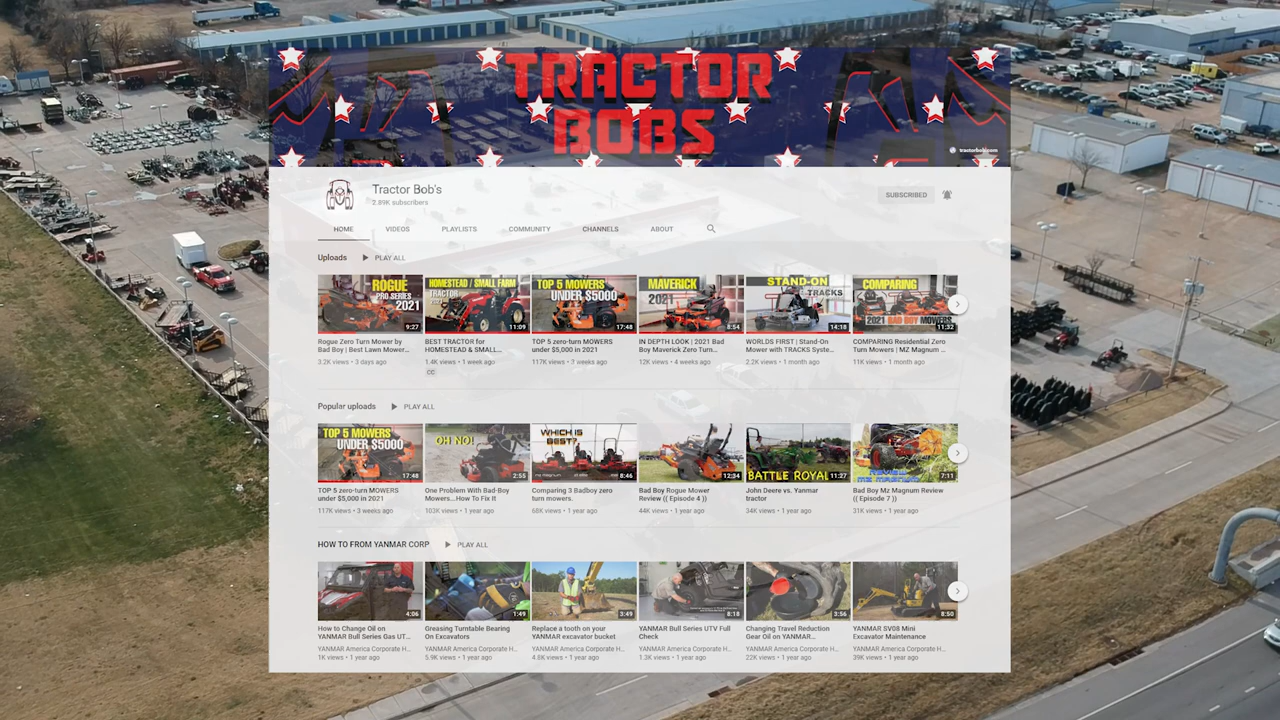 TRACTOR
BOBS
tractorbob.com
Tractor Bob's
2.89K subscribers
SUBSCRIBED
HOME VIDEOS PLAYLISTS COMMUNITY CHANNELS ABOUT
Uploads PLAY ALL
ROGUE
PRO SERIES
2021
9:27
HOMESTEAD / SMALL FARM
TRACTOR
2021
11:09
TOP 5 MOWERS
UNDER $5000
17:48
MAVERICK
2021
8:54
STAND-ON
TRACKS
14:18
COMPARING
2021 BAD BOY MOWERS
11:32
Rogue Zero Turn Mower by
Bad Boy | Best Lawn Mower...
3.2K views • 3 days ago
BEST TRACTOR for
HOMESTEAD & SMALL...
1.4K views • 1 week ago
CC
TOP 5 zero-turn MOWERS
under $5,000 in 2021
117K views • 3 weeks ago
IN DEPTH LOOK | 2021 Bad
Boy Maverick Zero Turn...
12K views • 4 weeks ago
WORLDS FIRST | Stand-On
Mower with TRACKS Syste...
2.2K views • 1 month ago
COMPARING Residential Zero
Turn Mowers | MZ Magnum ...
11K views • 1 month ago
Popular uploads PLAY ALL
TOP 5 MOWERS
UNDER $5000
17:48
OH NO!
2:55
WHICH IS
BEST?
8:46
12:34
BATTLE ROYAL
11:27
REVIEW
MZ MAGNUM
7:11
TOP 5 zero-turn MOWERS
under $5,000 in 2021
117K views • 3 weeks ago
One Problem With Bad-Boy
Mowers...How To Fix It
103K views • 1 year ago
Comparing 3 Badboy zero
turn mowers.
68K views • 1 year ago
Bad Boy Rogue Mower
Review (( Episode 4 ))
44K views • 1 year ago
John Deere vs. Yanmar
tractor
34K views • 1 year ago
Bad Boy Mz Magnum Review
(( Episode 7 ))
31K views • 1 year ago
HOW TO FROM YANMAR CORP PLAY ALL
4:06
1:49
3:49
8:18
3:56
8:50
How to Change Oil on
YANMAR Bull Series Gas UT...
YANMAR America Corporate H...
1K views • 1 year ago
Greasing Turntable Bearing
On Excavators
YANMAR America Corporate H...
5.9K views • 1 year ago
Replace a tooth on your
YANMAR excavator bucket
YANMAR America Corporate H...
4.8K views • 1 year ago
YANMAR Bull Series UTV Full
Check
YANMAR America Corporate H...
1.3K views • 1 year ago
Changing Travel Reduction
Gear Oil on YANMAR...
YANMAR America Corporate H...
22K views • 1 year ago
YANMAR SV08 Mini
Excavator Maintenance
YANMAR America Corporate H...
39K views • 1 year ago